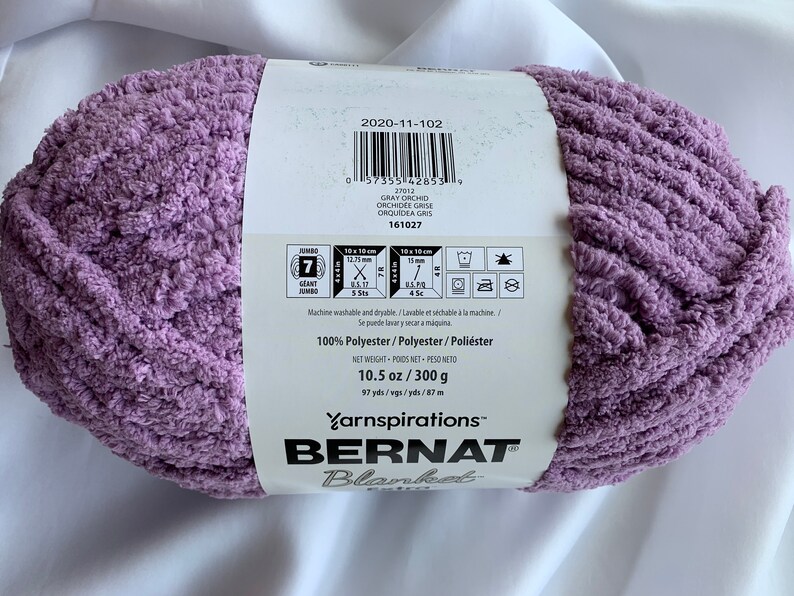 BERNAT
2020-11-102
0 57355 42853 9
27012
GRAY ORCHID
ORCHIDÉE GRISE
ORQUÍDEA GRIS
161027
JUMBO
7
GÉANT
JUMBO
10 x 10 cm
4 x 4 in
12.75 mm
7 R
U.S. 17
5 Sts
10 x 10 cm
4 x 4 in
15 mm
4 R
U.S. P/Q
4 Sc
Machine washable and dryable. / Lavable et séchable à la machine. /
Se puede lavar y secar a máquina.
100% Polyester / Polyester / Poliéster
NET WEIGHT • POIDS NET • PESO NETO
10.5 oz / 300 g
97 yds / vgs / yds / 87 m
Yarnspirations™
BERNAT®
Blanket™
Extra